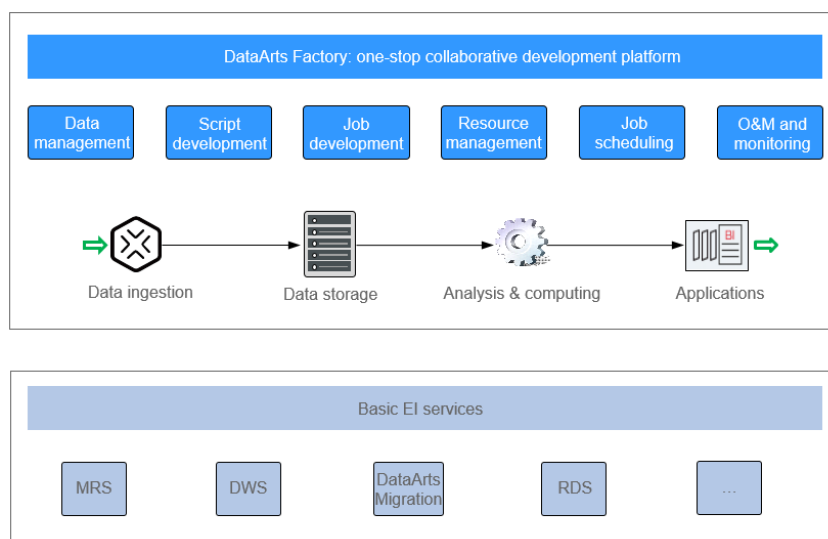 DataArts Factory: one-stop collaborative development platform
Data
management
Script
development
Job
development
Resource
management
Job
scheduling
O&M and
monitoring
BI
Data ingestion
Data storage
Analysis & computing
Applications
Basic EI services
MRS
DWS
DataArts
Migration
RDS
...